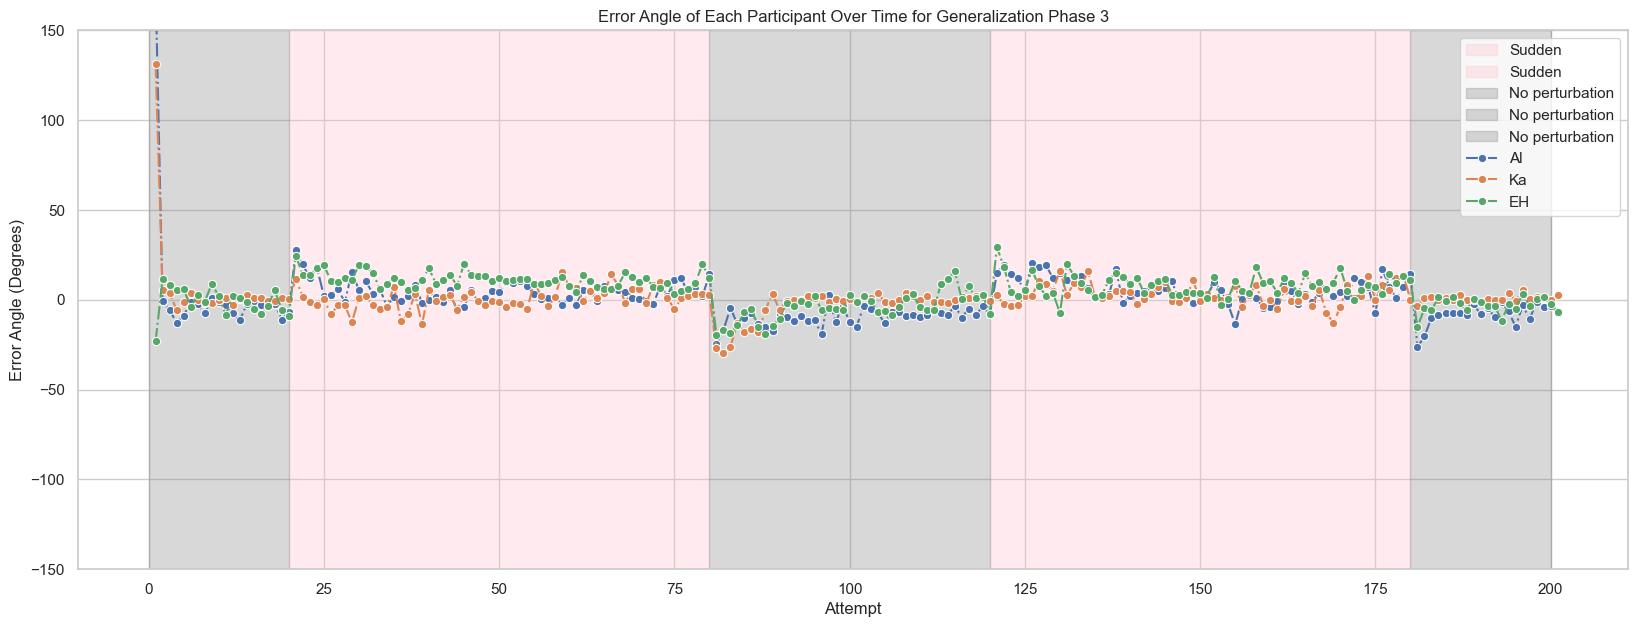 Error Angle of Each Participant Over Time for Generalization Phase 3
Error Angle (Degrees)
150
100
50
0
−50
−100
−150
0
25
50
75
100
125
150
175
200
Attempt
Sudden
Sudden
No perturbation
No perturbation
No perturbation
Al
Ka
EH